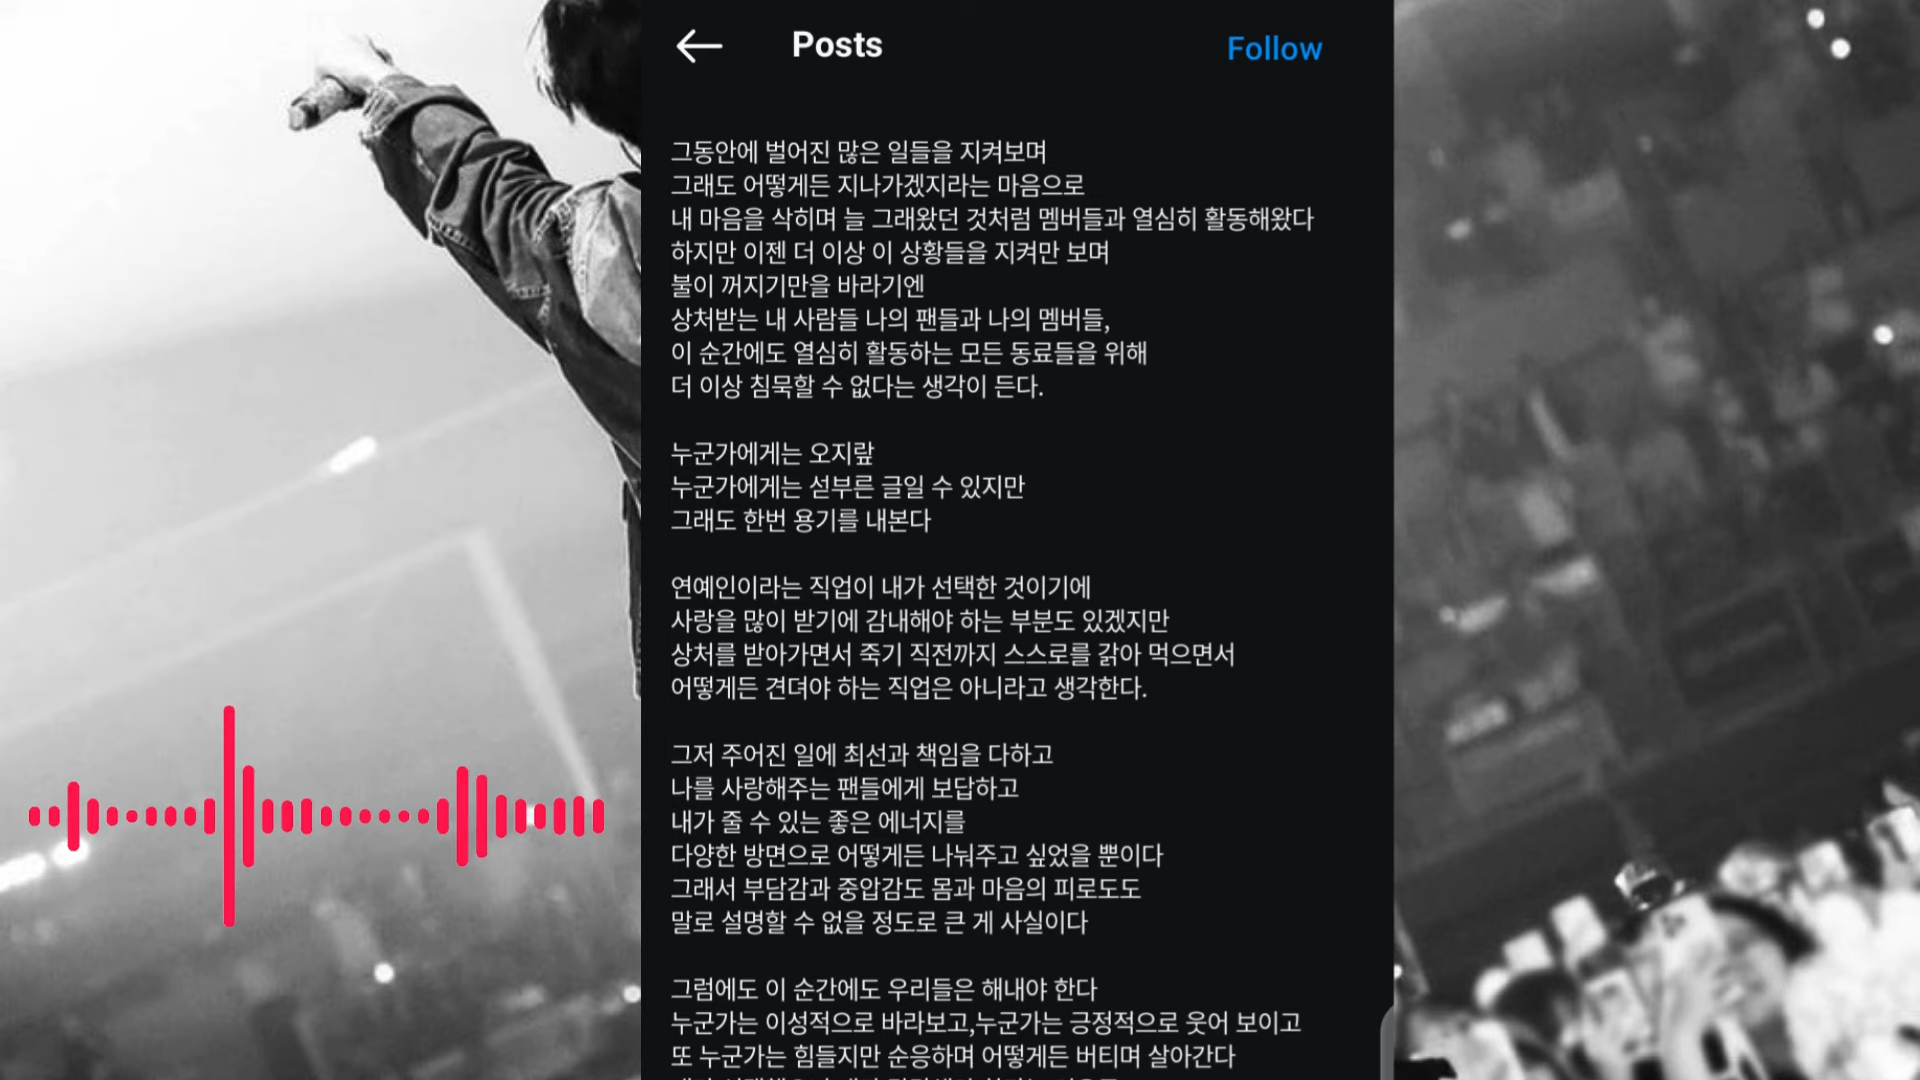 Posts
Follow
그동안에 벌어진 많은 일들을 지켜보며
그래도 어떻게든 지나가겠지라는 마음으로
내 마음을 삭히며 늘 그래왔던 것처럼 멤버들과 열심히 활동해왔다
하지만 이젠 더 이상 이 상황들을 지켜만 보며
불이 꺼지기만을 바라기엔
상처받는 내 사람들 나의 팬들과 나의 멤버들,
이 순간에도 열심히 활동하는 모든 동료들을 위해
더 이상 침묵할 수 없다는 생각이 든다.
누군가에게는 오지랖
누군가에게는 섣부른 글일 수 있지만
그래도 한번 용기를 내본다
연예인이라는 직업이 내가 선택한 것이기에
사랑을 많이 받기에 감내해야 하는 부분도 있겠지만
상처를 받아가면서 죽기 직전까지 스스로를 갉아 먹으면서
어떻게든 견뎌야 하는 직업은 아니라고 생각한다.
그저 주어진 일에 최선과 책임을 다하고
나를 사랑해주는 팬들에게 보답하고
내가 줄 수 있는 좋은 에너지를
다양한 방면으로 어떻게든 나눠주고 싶었을 뿐이다
그래서 부담감과 중압감도 몸과 마음의 피로도도
말로 설명할 수 없을 정도로 큰 게 사실이다
그럼에도 이 순간에도 우리들은 해내야 한다
누군가는 이성적으로 바라보고,누군가는 긍정적으로 웃어 보이고
또 누군가는 힘들지만 순응하며 어떻게든 버티며 살아간다